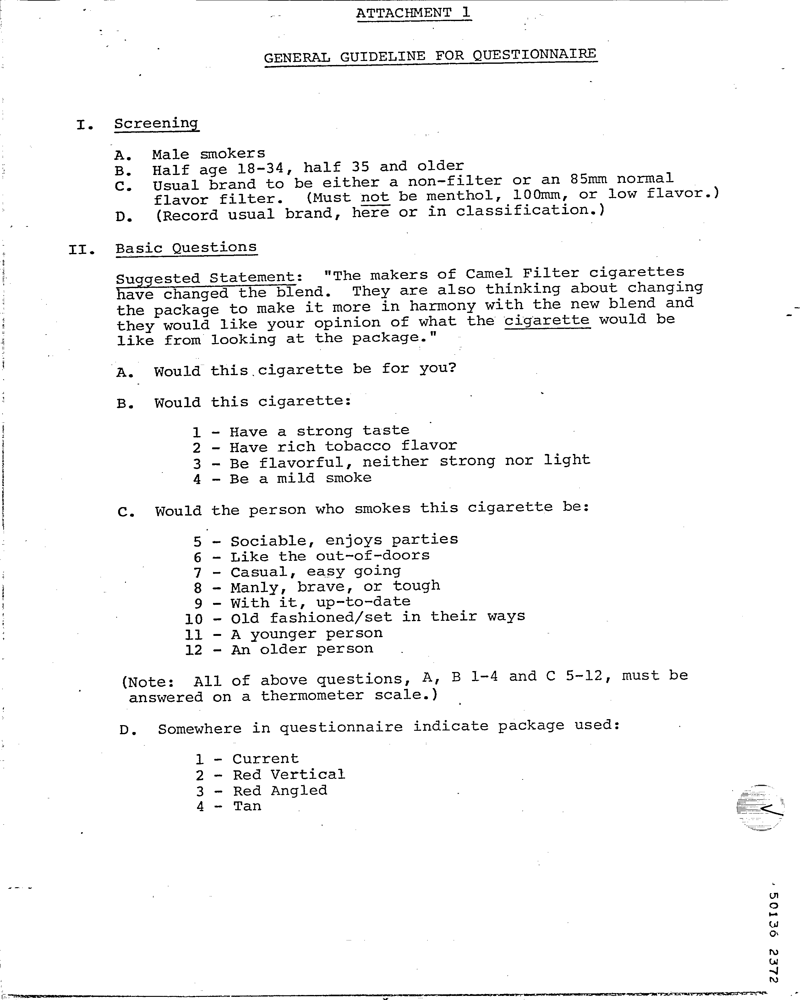 ATTACHMENT 1
GENERAL GUIDELINE FOR QUESTIONNAIRE
I. Screening
A. Male smokers
B. Half age 18-34, half 35 and older
C. Usual brand to be either a non-filter or an 85mm normal
flavor filter. (Must not be menthol, 100mm, or low flavor.)
D. (Record usual brand, here or in classification.)
II. Basic Questions
Suggested Statement: "The makers of Camel Filter cigarettes
have changed the blend. They are also thinking about changing
the package to make it more in harmony with the new blend and
they would like your opinion of what the cigarette would be
like from looking at the package."
A. Would this cigarette be for you?
B. Would this cigarette:
1 - Have a strong taste
2 - Have rich tobacco flavor
3 - Be flavorful, neither strong nor light
4 - Be a mild smoke
C. Would the person who smokes this cigarette be:
5 - Sociable, enjoys parties
6 - Like the out-of-doors
7 - Casual, easy going
8 - Manly, brave, or tough
9 - With it, up-to-date
10 - Old fashioned/set in their ways
11 - A younger person
12 - An older person
(Note: All of above questions, A, B 1-4 and C 5-12, must be
answered on a thermometer scale.)
D. Somewhere in questionnaire indicate package used:
1 - Current
2 - Red Vertical
3 - Red Angled
4 - Tan
50136 2372